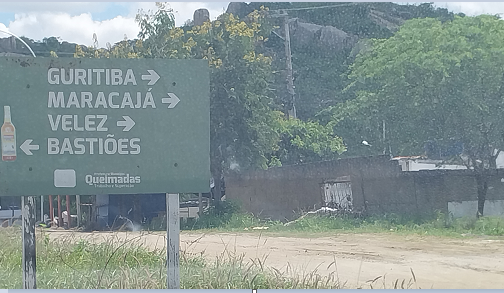 GURITIBA →
MARACAJÁ →
VELEZ →
← BASTIÕES
Queimadas